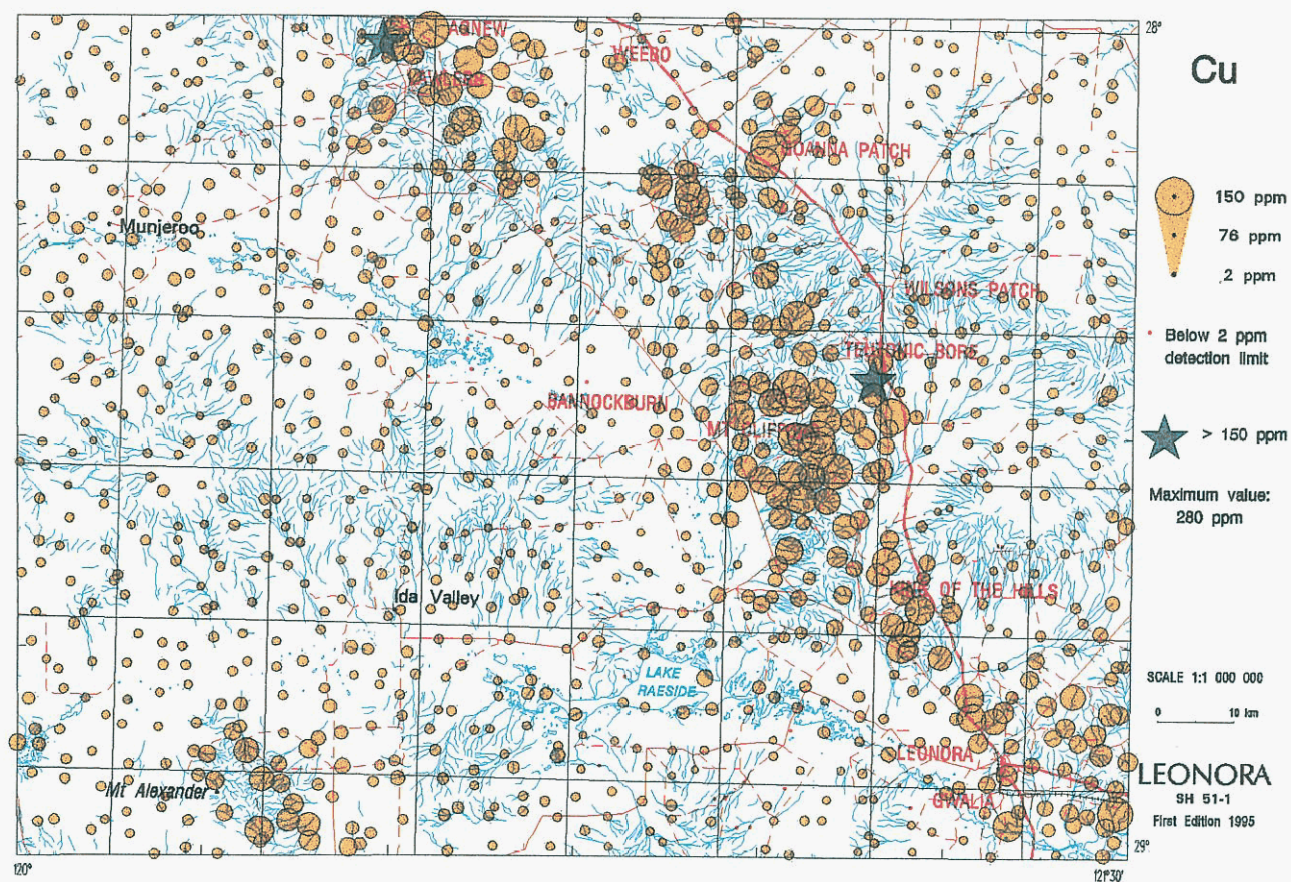 AGNEW
WEEBO
28°
Cu
GOANNA PATCH
Munjeroo
150 ppm
76 ppm
2 ppm
WILSONS PATCH
Below 2 ppm
detection limit
TEUTONIC BORE
BANNOCKBURN
MT CLIFFORD
> 150 ppm
Maximum value:
280 ppm
Ida Valley
KING OF THE HILLS
LAKE
RAESIDE
SCALE 1:1 000 000
0 10 km
LEONORA
Mt Alexander
GWALIA
LEONORA
SH 51-1
First Edition 1995
29°
120°
121°30'